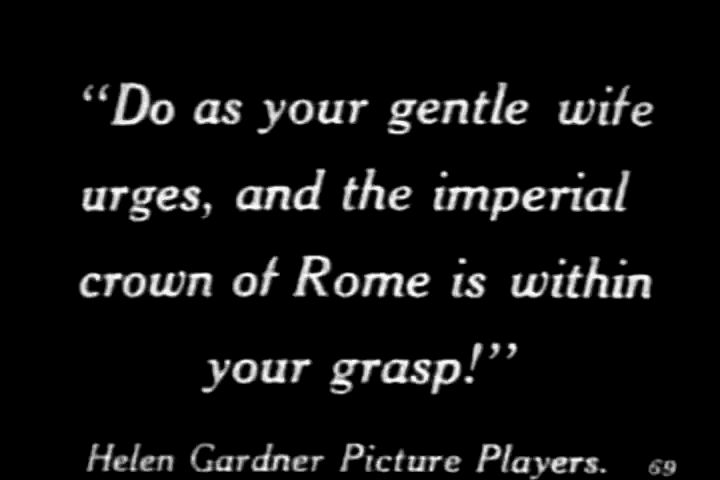 “Do as your gentle wife
urges, and the imperial
crown of Rome is within
your grasp!”
Helen Gardner Picture Players. 69